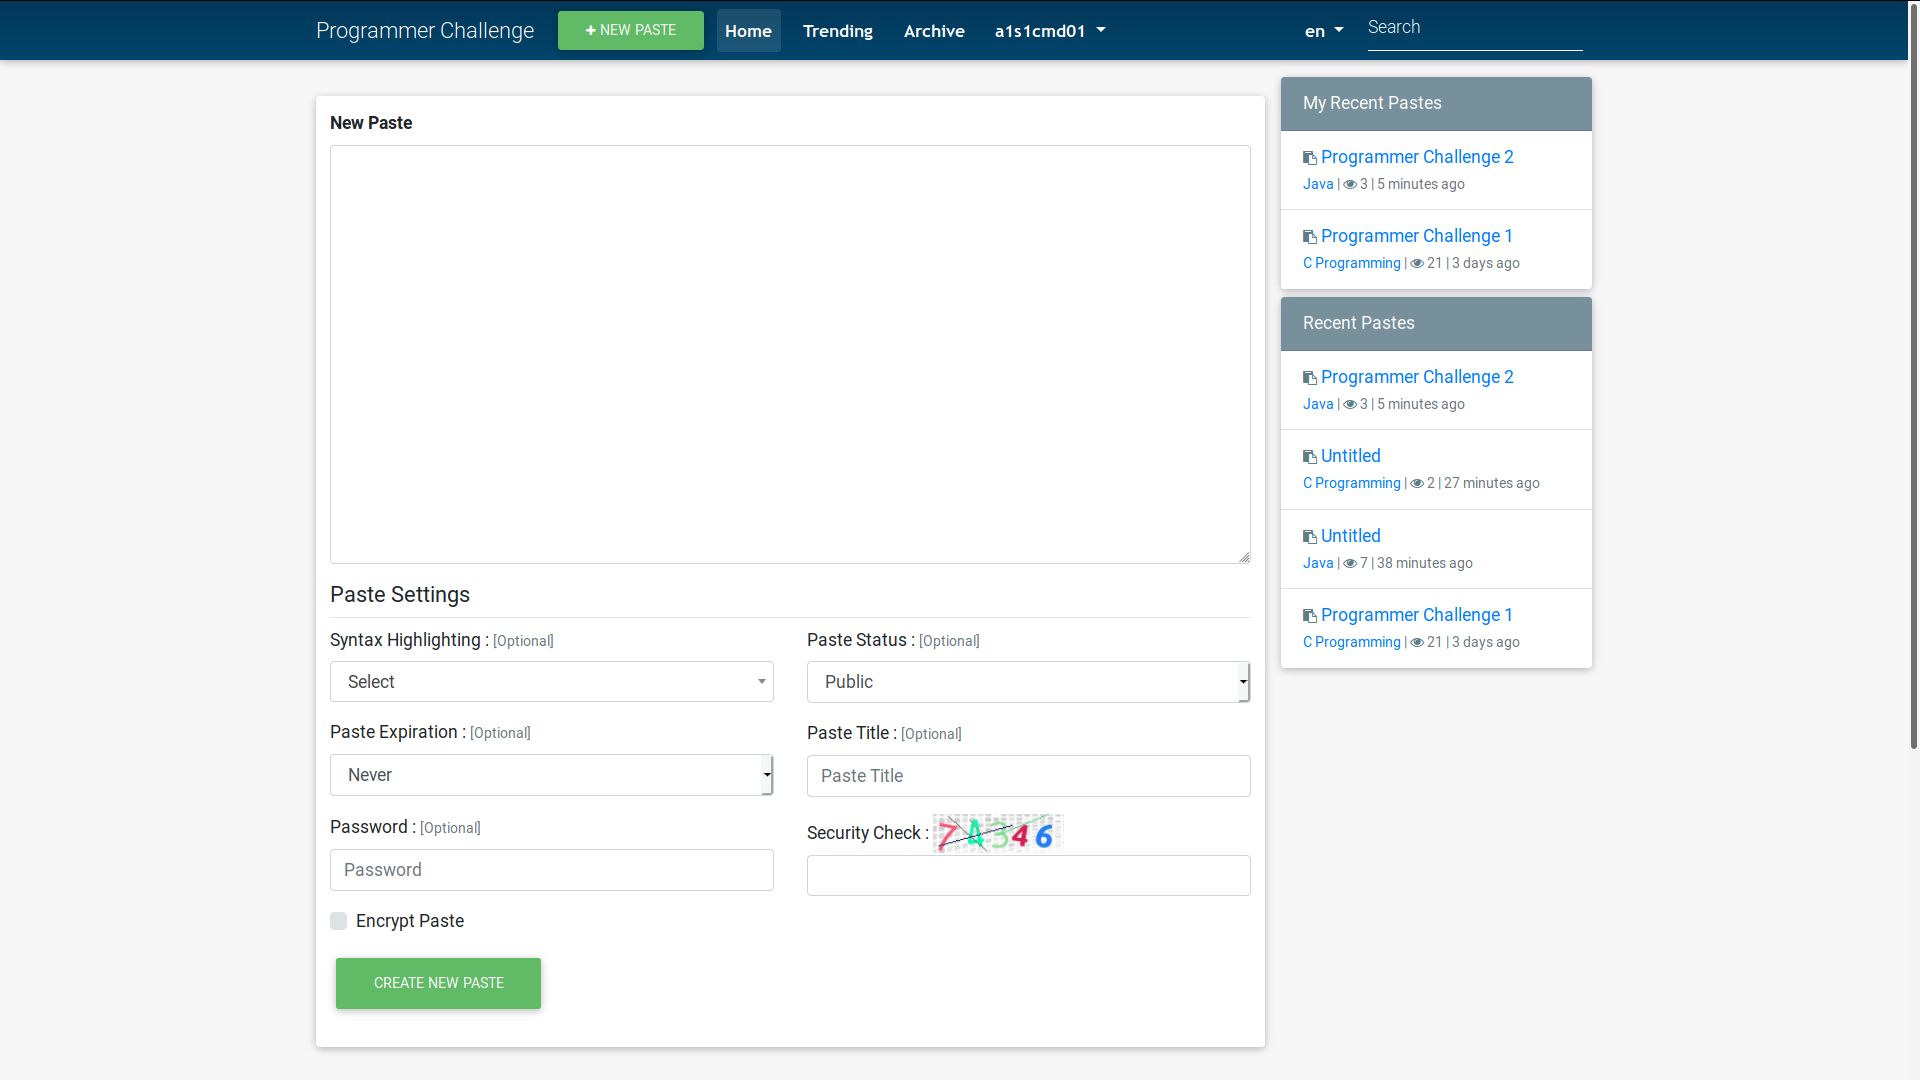 Programmer Challenge
NEW PASTE
Home
Trending
Archive
a1s1cmd01
en
Search
New Paste
Paste Settings
Syntax Highlighting : [Optional]
Select
Paste Status : [Optional]
Public
Paste Expiration : [Optional]
Never
Paste Title : [Optional]
Paste Title
Password : [Optional]
Password
Security Check : 74346
Encrypt Paste
CREATE NEW PASTE
My Recent Pastes
Programmer Challenge 2
Java | 3 | 5 minutes ago
Programmer Challenge 1
C Programming | 21 | 3 days ago
Recent Pastes
Programmer Challenge 2
Java | 3 | 5 minutes ago
Untitled
C Programming | 2 | 27 minutes ago
Untitled
Java | 7 | 38 minutes ago
Programmer Challenge 1
C Programming | 21 | 3 days ago